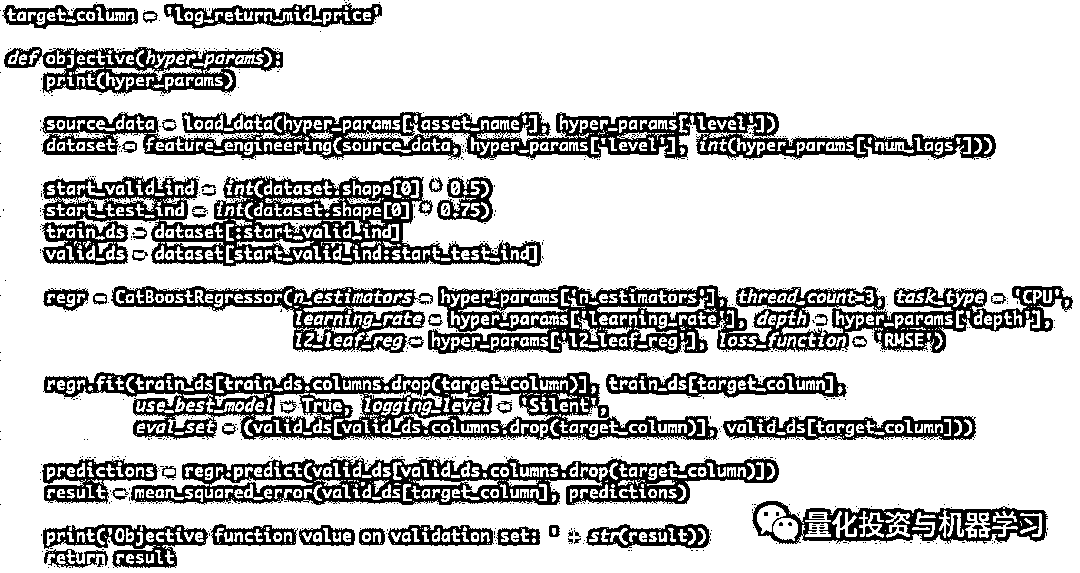 target_column = 'log_return_mid_price'
def objective(hyper_params):
    print(hyper_params)
    source_data = load_data(hyper_params['asset_name'], hyper_params['level'])
    dataset = feature_engineering(source_data, hyper_params['level'], int(hyper_params['num_lags']))
    start_valid_ind = int(dataset.shape[0] * 0.5)
    start_test_ind = int(dataset.shape[0] * 0.75)
    train_ds = dataset[:start_valid_ind]
    valid_ds = dataset[start_valid_ind:start_test_ind]
    regr = CatBoostRegressor(n_estimators = hyper_params['n_estimators'], thread_count=3, task_type = 'CPU',
                             learning_rate = hyper_params['learning_rate'], depth = hyper_params['depth'],
                             l2_leaf_reg = hyper_params['l2_leaf_reg'], loss_function = 'RMSE')
    regr.fit(train_ds[train_ds.columns.drop(target_column)], train_ds[target_column],
             use_best_model = True, logging_level = 'Silent',
             eval_set = (valid_ds[valid_ds.columns.drop(target_column)], valid_ds[target_column]))
    predictions = regr.predict(valid_ds[valid_ds.columns.drop(target_column)])
    result = mean_squared_error(valid_ds[target_column], predictions)
    print('Objective function value on validation set: ' + str(result))
    return result
量化投资与机器学习